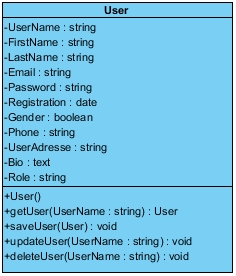 User
-UserName : string
-FirstName : string
-LastName : string
-Email : string
-Password : string
-Registration : date
-Gender : boolean
-Phone : string
-UserAdresse : string
-Bio : text
-Role : string
+User()
+getUser(UserName : string) : User
+saveUser(User) : void
+updateUser(UserName : string) : void
+deleteUser(UserName : string) : void